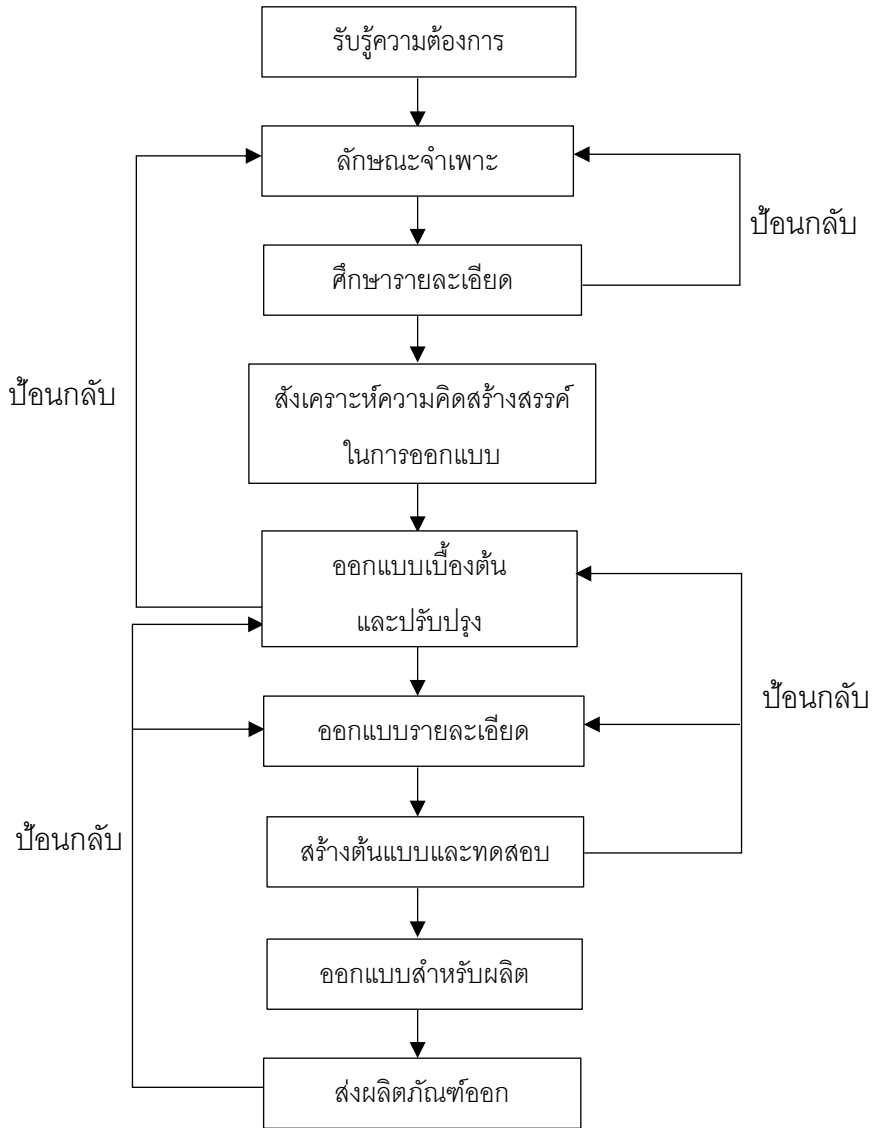 รับรู้ความต้องการ
ลักษณะจำเพาะ
ป้อนกลับ
ศึกษารายละเอียด
ป้อนกลับ
สังเคราะห์ความคิดสร้างสรรค์
ในการออกแบบ
ออกแบบเบื้องต้น
และปรับปรุง
ป้อนกลับ
ออกแบบรายละเอียด
ป้อนกลับ
สร้างต้นแบบและทดสอบ
ออกแบบสำหรับผลิต
ส่งผลิตภัณฑ์ออก